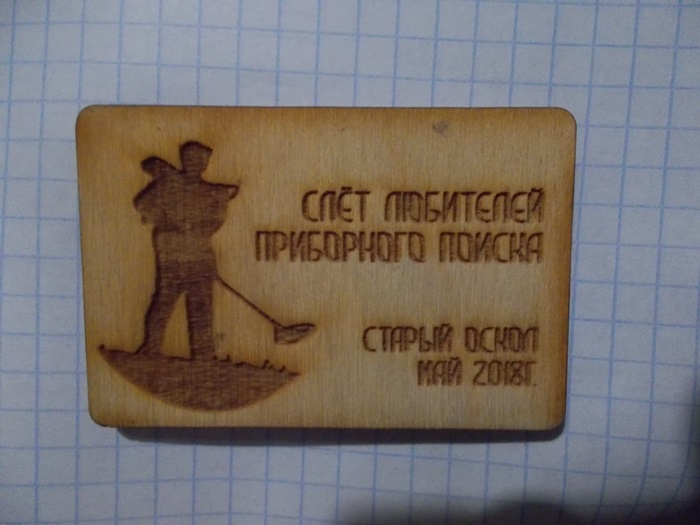 СЛЁТ ЛЮБИТЕЛЕЙ
ПРИБОРНОГО ПОИСКА
СТАРЫЙ ОСКОЛ
МАЙ 2018Г.